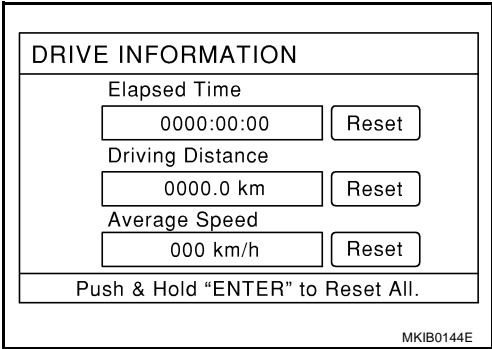 DRIVE INFORMATION
Elapsed Time
0000:00:00 Reset
Driving Distance
0000.0 km Reset
Average Speed
000 km/h Reset
Push & Hold “ENTER” to Reset All.
MKIB0144E